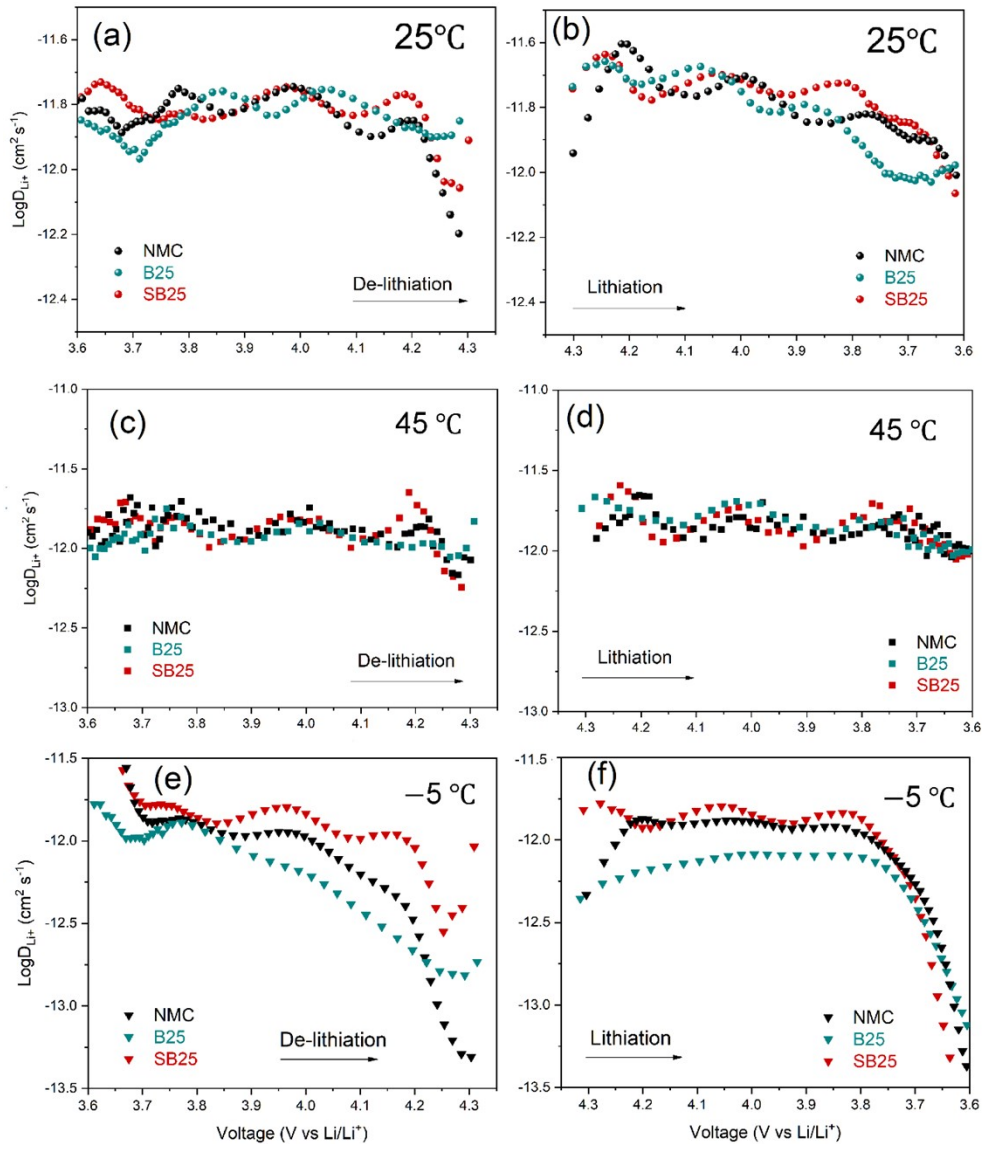 (a)
25℃
LogD_Li+ (cm² s⁻¹)
-11.6
-11.8
-12.0
-12.2
-12.4
NMC
B25
SB25
De-lithiation
3.6 3.7 3.8 3.9 4.0 4.1 4.2 4.3
(b)
25℃
-11.6
-11.8
-12.0
-12.2
-12.4
NMC
B25
SB25
Lithiation
4.3 4.2 4.1 4.0 3.9 3.8 3.7 3.6
(c)
45 ℃
LogD_Li+ (cm² s⁻¹)
-11.0
-11.5
-12.0
-12.5
-13.0
NMC
B25
SB25
De-lithiation
3.6 3.7 3.8 3.9 4.0 4.1 4.2 4.3
(d)
45 ℃
-11.0
-11.5
-12.0
-12.5
-13.0
NMC
B25
SB25
Lithiation
4.3 4.2 4.1 4.0 3.9 3.8 3.7 3.6
(e)
−5 ℃
LogD_Li+ (cm² s⁻¹)
-11.5
-12.0
-12.5
-13.0
-13.5
NMC
B25
SB25
De-lithiation
3.6 3.7 3.8 3.9 4.0 4.1 4.2 4.3
Voltage (V vs Li/Li⁺)
(f)
−5 ℃
-11.5
-12.0
-12.5
-13.0
-13.5
NMC
B25
SB25
Lithiation
4.3 4.2 4.1 4.0 3.9 3.8 3.7 3.6
Voltage (V vs Li/Li⁺)